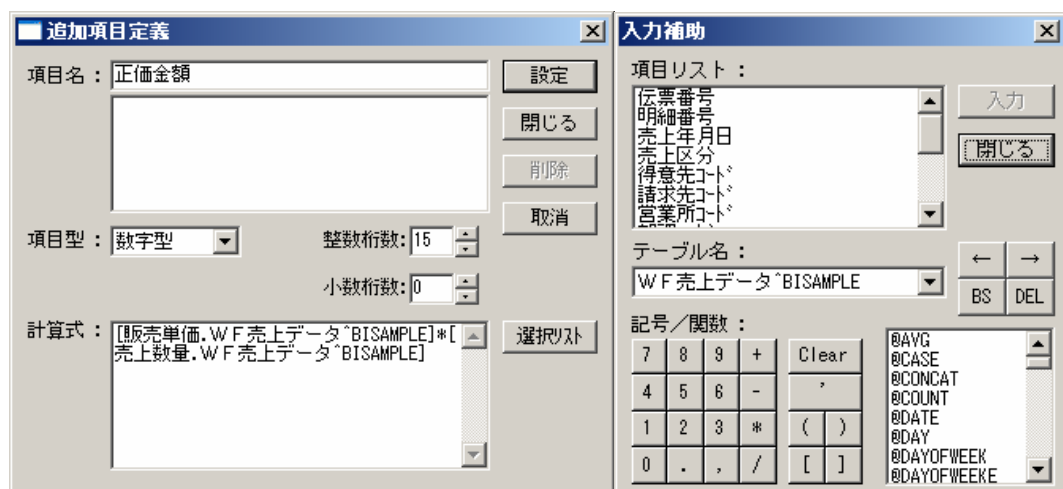 追加項目定義
項目名：
正価金額
設定
閉じる
削除
取消
項目型：
数字型
整数桁数:
15
小数桁数:
0
計算式：
[販売単価.ＷＦ売上データ^BISAMPLE]*[
売上数量.ＷＦ売上データ^BISAMPLE]
選択リスト
入力補助
項目リスト：
伝票番号
明細番号
売上年月日
売上区分
得意先ｺｰﾄﾞ
請求先ｺｰﾄﾞ
営業所ｺｰﾄﾞ
入力
閉じる
テーブル名：
ＷＦ売上データ^BISAMPLE
← →
BS DEL
記号／関数：
7 8 9 + Clear
4 5 6 - ’
1 2 3 * ( )
0 . , / [ ]
@AVG
@CASE
@CONCAT
@COUNT
@DATE
@DAY
@DAYOFWEEK
@DAYOFWEEKE